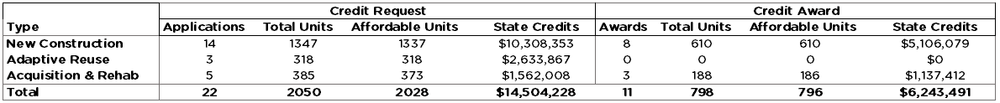 Credit Request Credit Award
Type Applications Total Units Affordable Units State Credits Awards Total Units Affordable Units State Credits
New Construction 14 1347 1337 $10,308,353 8 610 610 $5,106,079
Adaptive Reuse 3 318 318 $2,633,867 0 0 0 $0
Acquisition & Rehab 5 385 373 $1,562,008 3 188 186 $1,137,412
Total 22 2050 2028 $14,504,228 11 798 796 $6,243,491